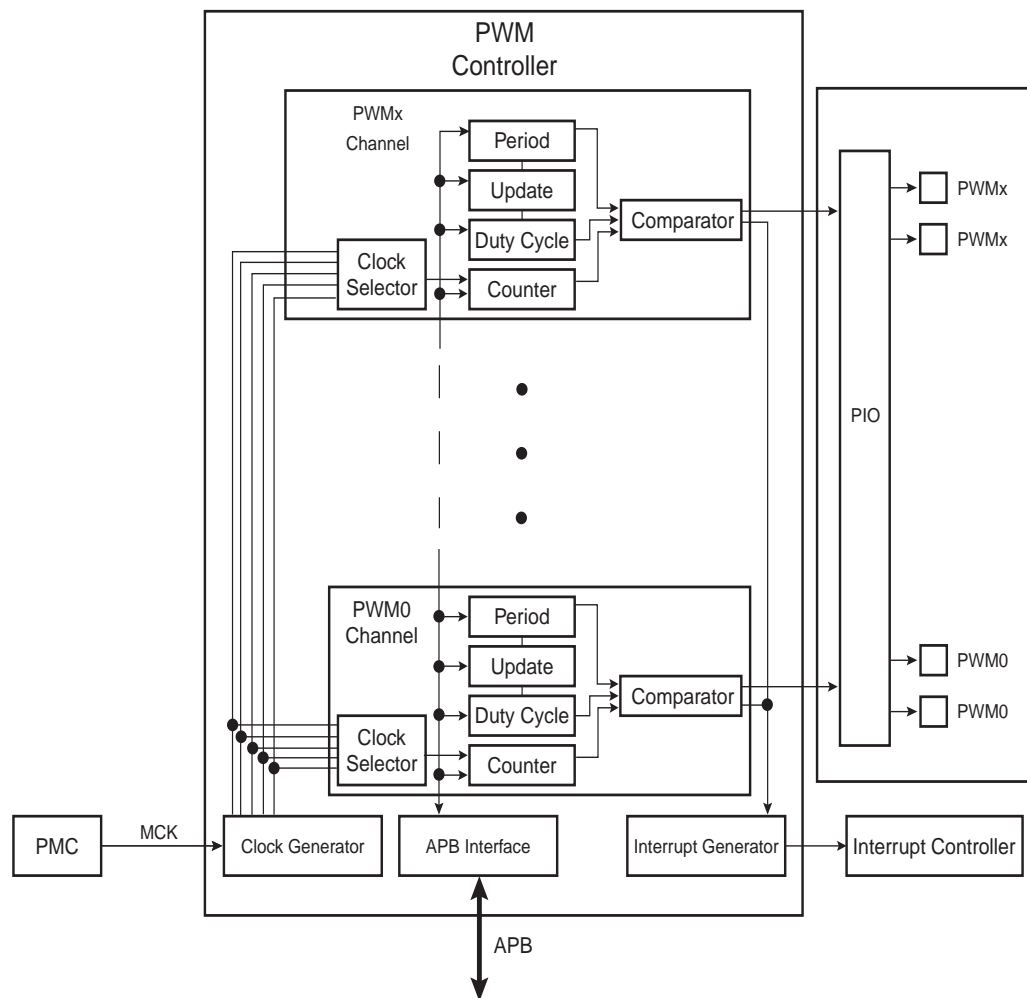 PWM
Controller
PWMx
Channel
Period
Update
Duty Cycle
Counter
Clock
Selector
Comparator
PIO
PWMx
PWMx
PWM0
Channel
Period
Update
Duty Cycle
Counter
Clock
Selector
Comparator
PWM0
PWM0
PMC
MCK
Clock Generator
APB Interface
Interrupt Generator
Interrupt Controller
APB